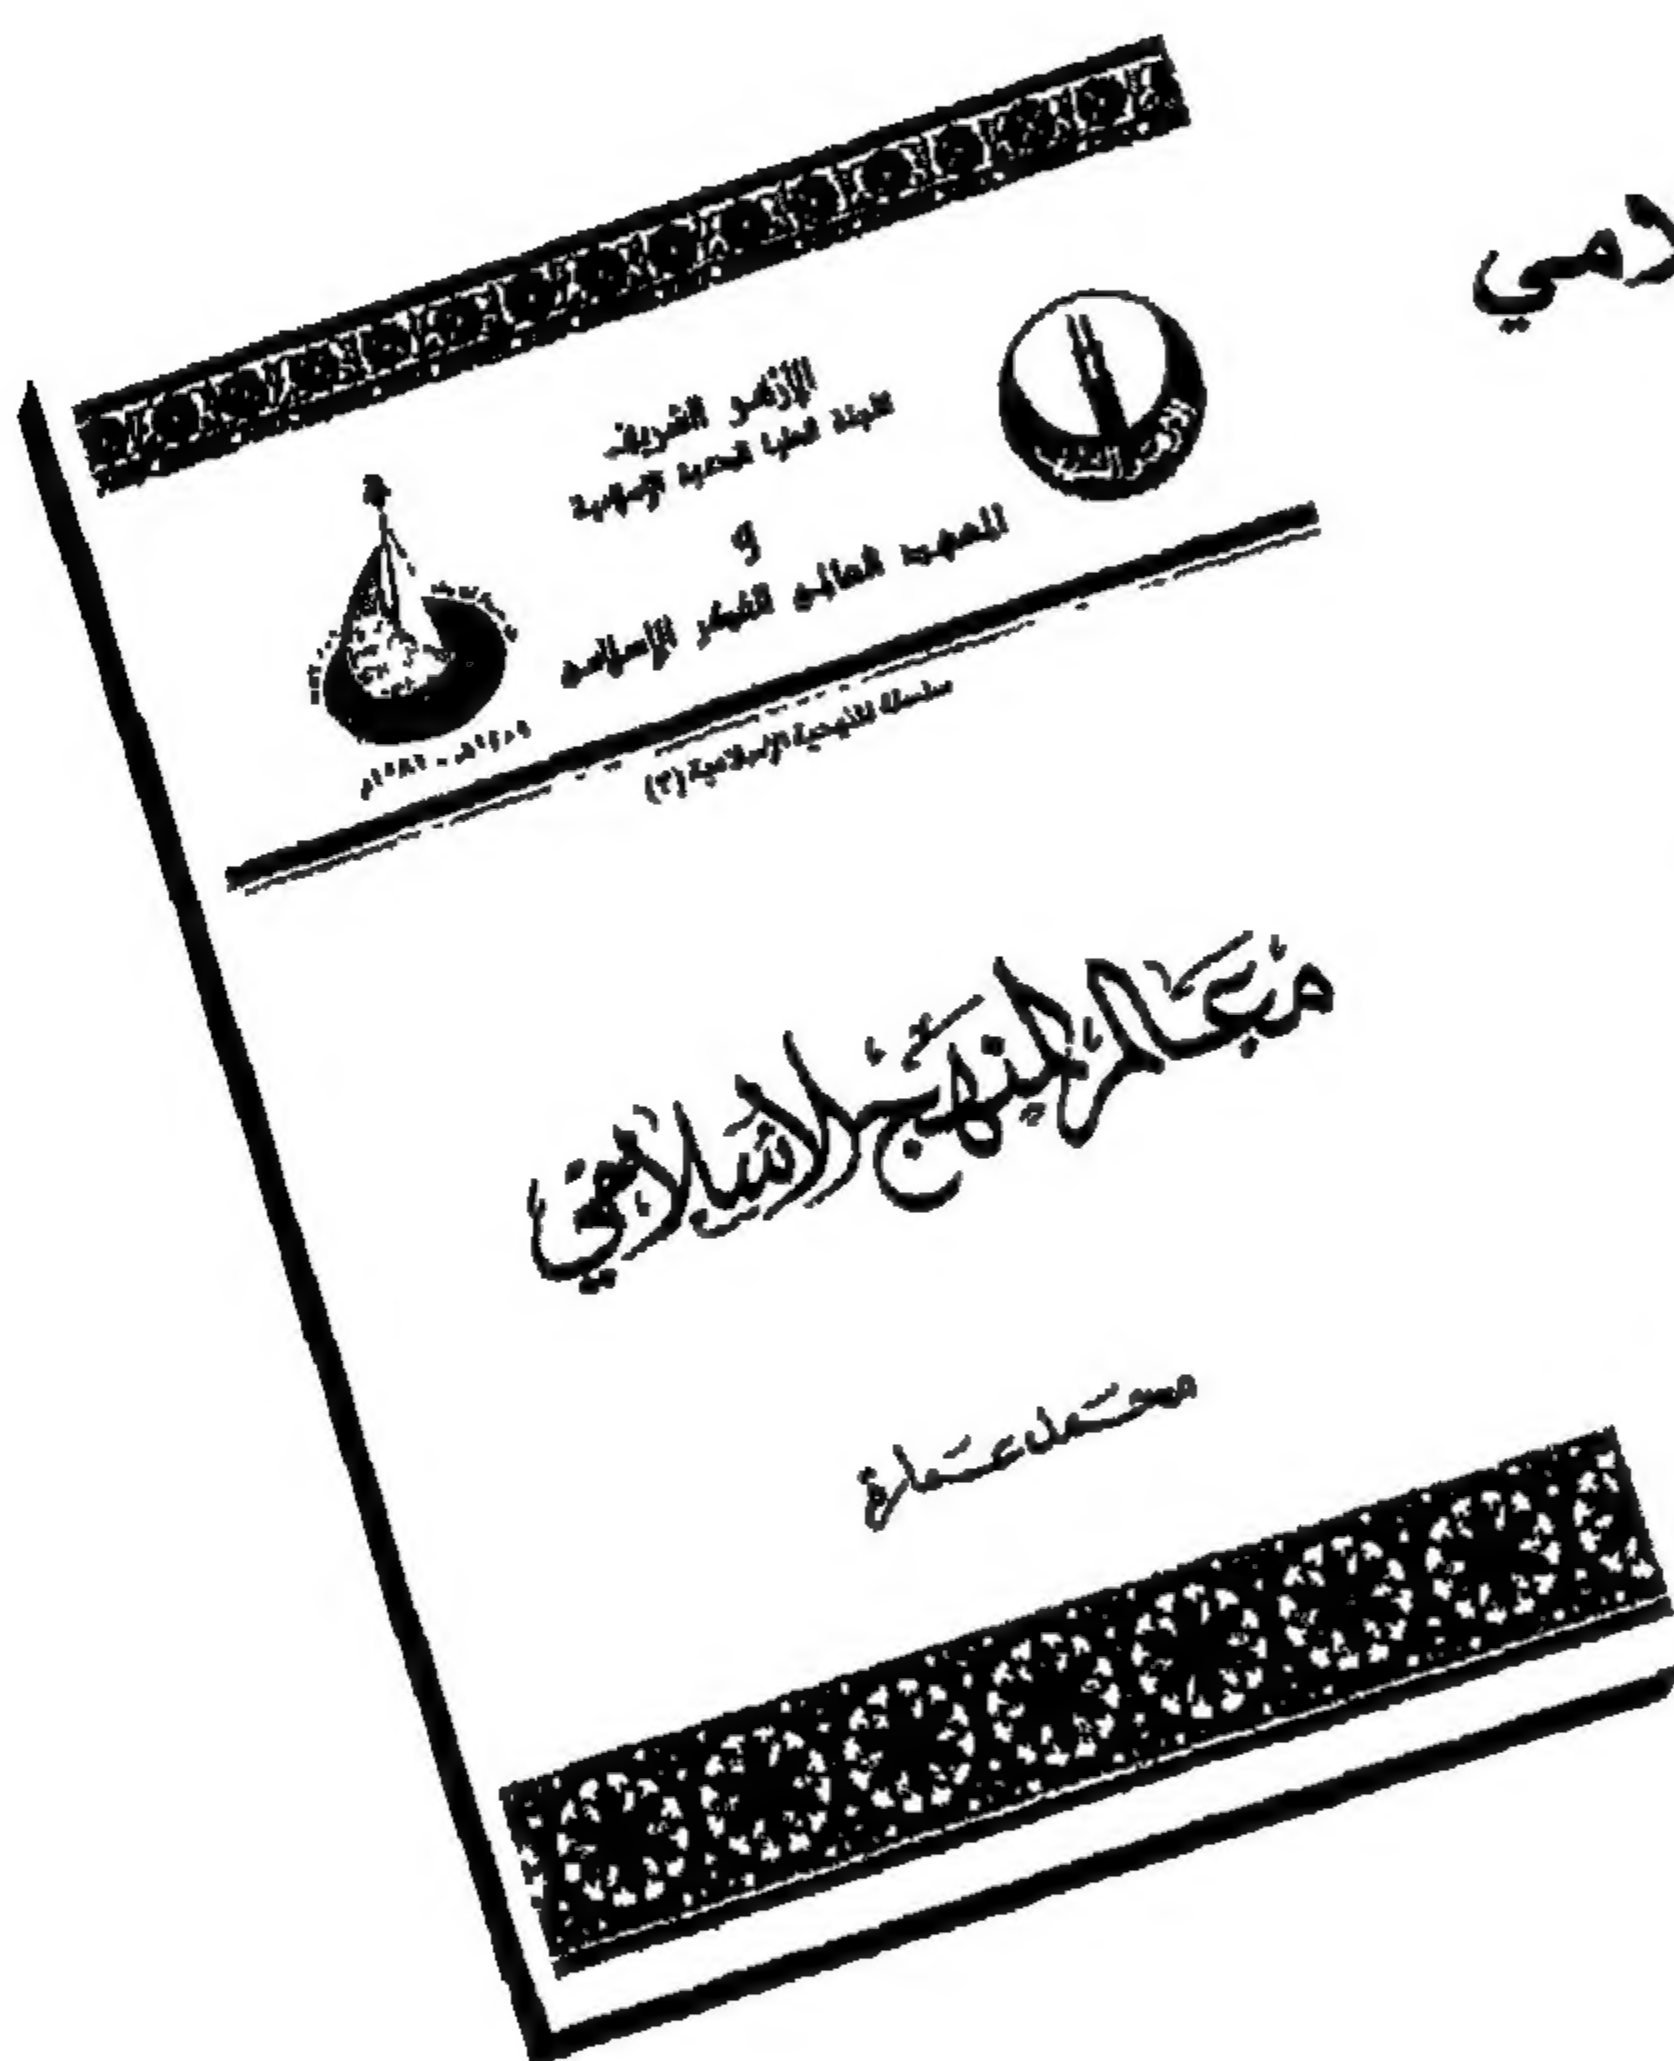 لامي
الأزهر الشريف
اللجنة العليا للدعوة الإسلامية
و
المعهد العالمي للفكر الإسلامي
سلسلة المنهجية الإسلامية (٣)
معالم المنهج الإسلامي
محمد عمارة